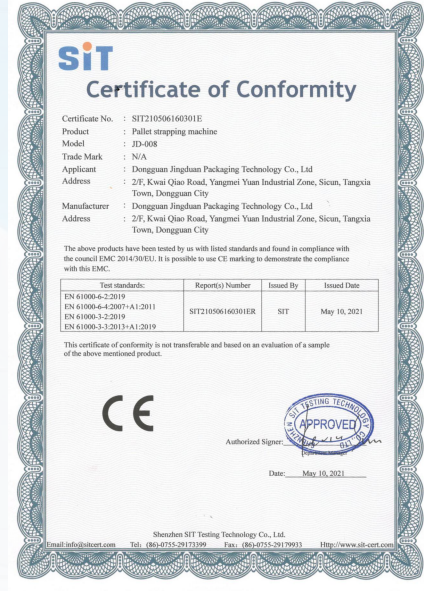 SiT
Certificate of Conformity
Certificate No. : SIT210506160301E
Product : Pallet strapping machine
Model : JD-008
Trade Mark : N/A
Applicant : Dongguan Jingduan Packaging Technology Co., Ltd
Address : 2/F, Kwai Qiao Road, Yangmei Yuan Industrial Zone, Sicun, Tangxia
Town, Dongguan City
Manufacturer : Dongguan Jingduan Packaging Technology Co., Ltd
Address : 2/F, Kwai Qiao Road, Yangmei Yuan Industrial Zone, Sicun, Tangxia
Town, Dongguan City
The above products have been tested by us with listed standards and found in compliance with
the council EMC 2014/30/EU. It is possible to use CE marking to demonstrate the compliance
with this EMC.
Test standards: Report(s) Number Issued By Issued Date
EN 61000-6-2:2019
EN 61000-6-4:2007+A1:2011
EN 61000-3-2:2019
EN 61000-3-3:2013+A1:2019
SIT210506160301ER SIT May 10, 2021
This certificate of conformity is not transferable and based on an evaluation of a sample
of the above mentioned product.
CE
SIT TESTING TECHNOLOGY CO., LTD
APPROVED
Authorized Signer:
Date: May 10, 2021
Shenzhen SIT Testing Technology Co., Ltd.
Email:info@sitcert.com Tel: (86)-0755-29173399 Fax: (86)-0755-29179933 Http://www.sit-cert.com